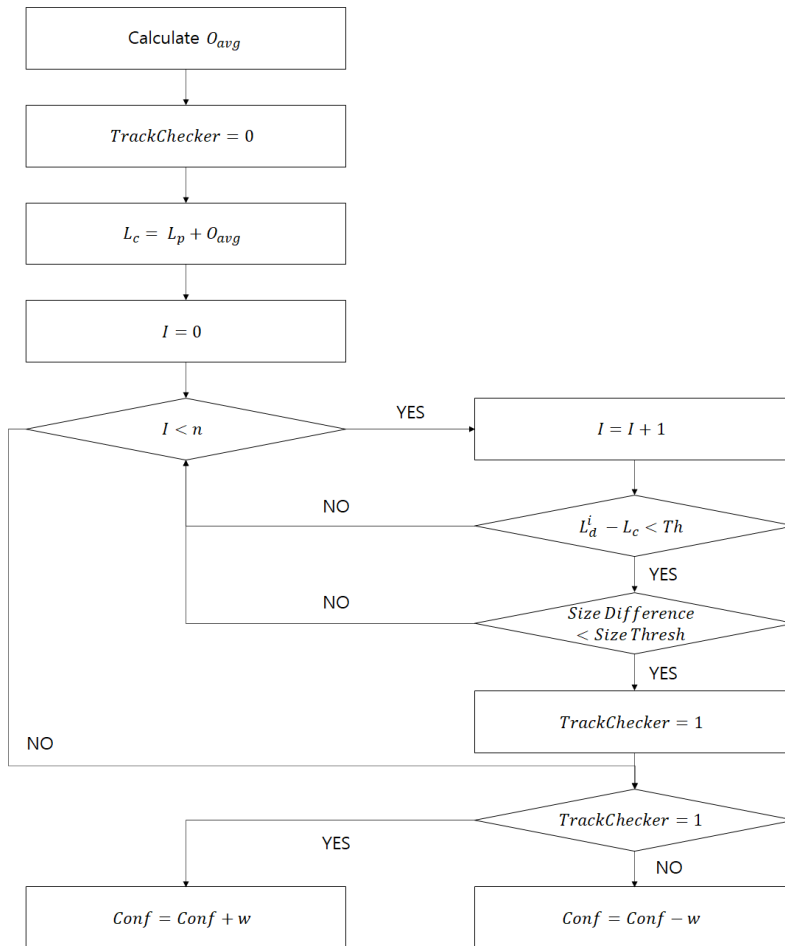 Calculate O_avg
TrackChecker = 0
L_c = L_p + O_avg
I = 0
I < n
YES
I = I + 1
NO
L_d^i − L_c < Th
YES
NO
Size Difference
< Size Thresh
YES
TrackChecker = 1
NO
TrackChecker = 1
YES
NO
Conf = Conf + w
Conf = Conf − w